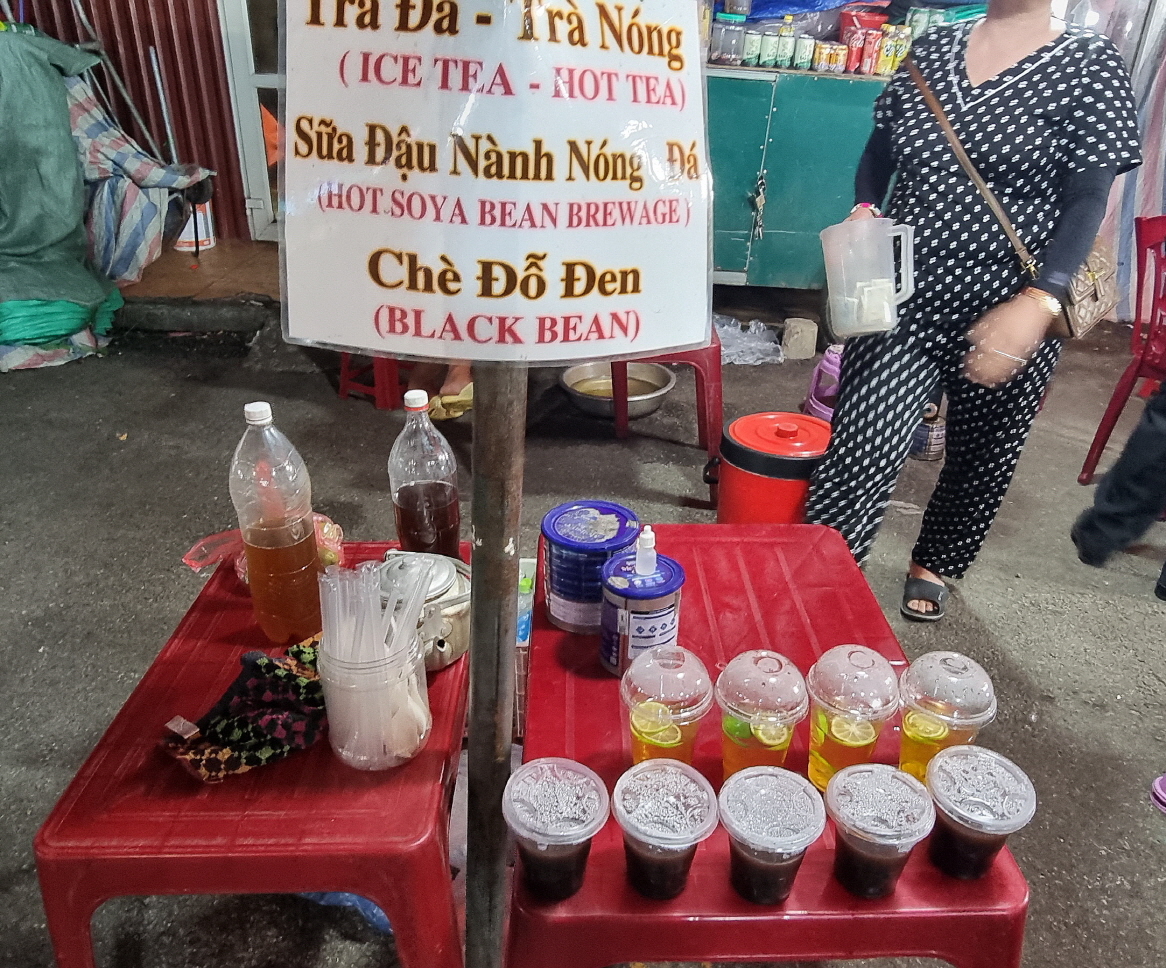 Trà Đá - Trà Nóng
( ICE TEA - HOT TEA)
Sữa Đậu Nành Nóng Đá
(HOT.SOYA BEAN BREWAGE )
Chè Đỗ Đen
(BLACK BEAN)